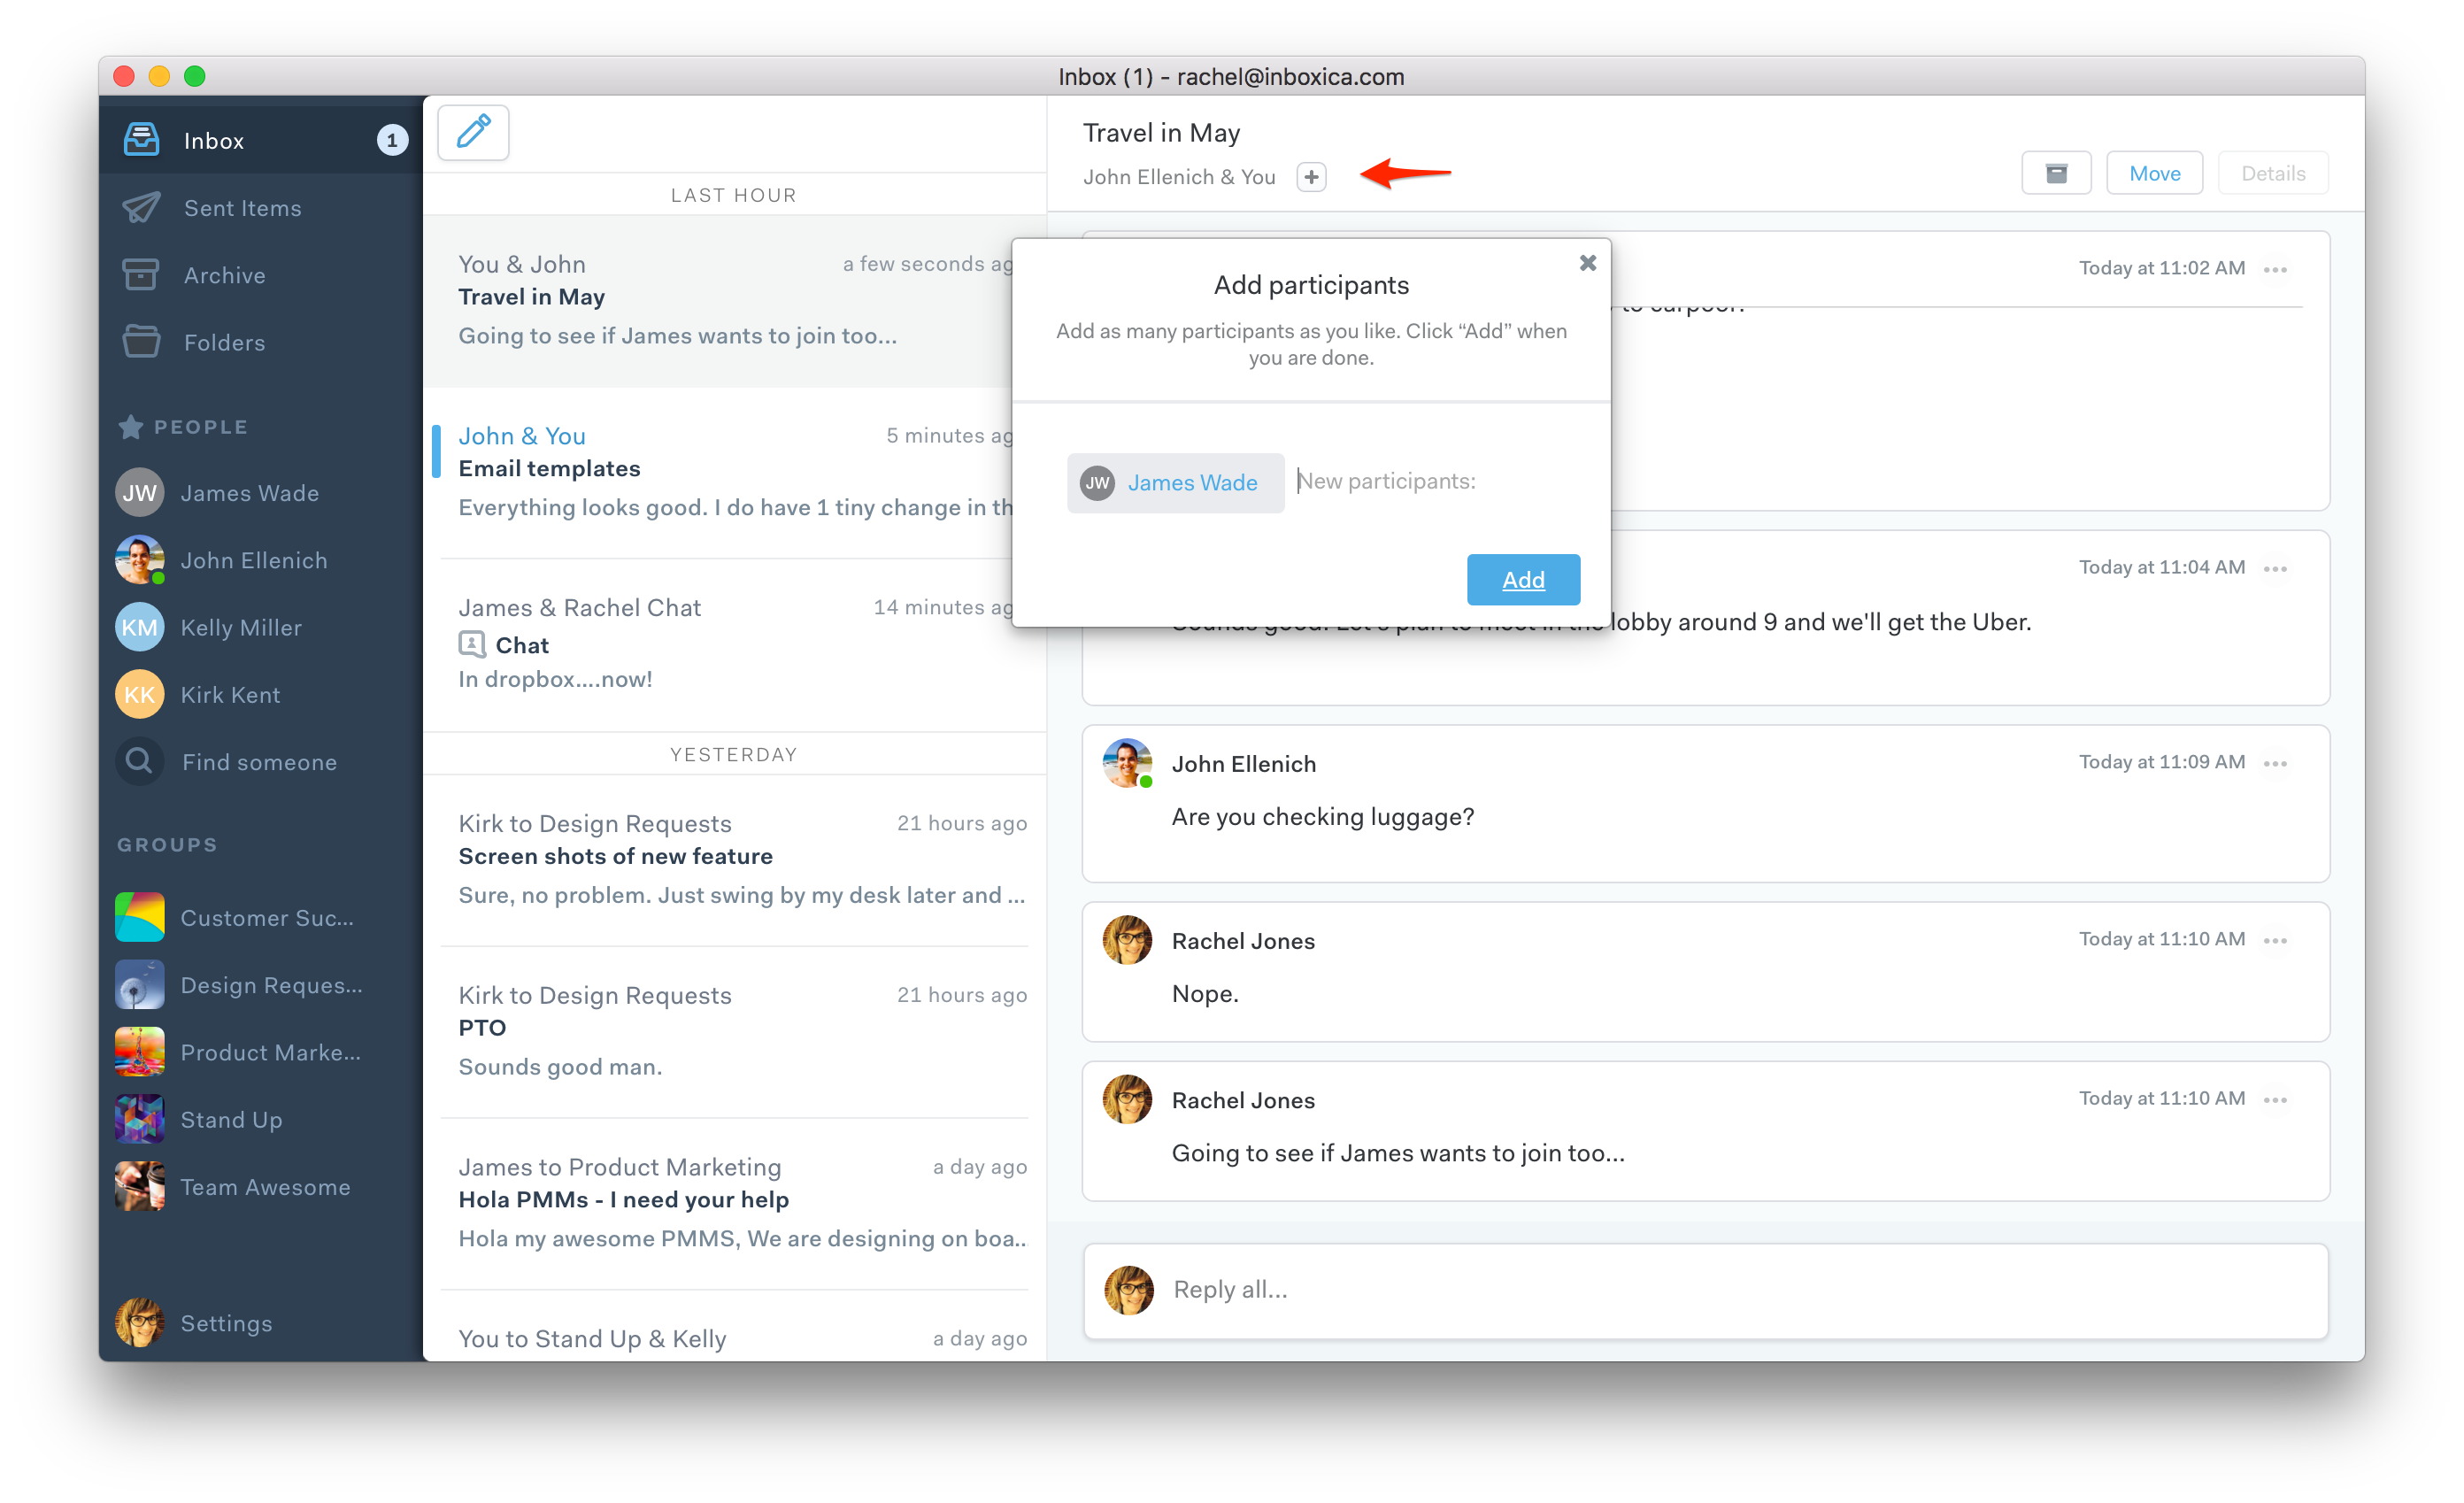 Inbox (1) - rachel@inboxica.com
Inbox
1
Sent Items
Archive
Folders
PEOPLE
JW James Wade
John Ellenich
KM Kelly Miller
KK Kirk Kent
Find someone
GROUPS
Customer Suc...
Design Reques...
Product Marke...
Stand Up
Team Awesome
Settings
LAST HOUR
You & John a few seconds ag
Travel in May
Going to see if James wants to join too...
John & You 5 minutes ag
Email templates
Everything looks good. I do have 1 tiny change in th
James & Rachel Chat 14 minutes ag
Chat
In dropbox....now!
YESTERDAY
Kirk to Design Requests 21 hours ago
Screen shots of new feature
Sure, no problem. Just swing by my desk later and ...
Kirk to Design Requests 21 hours ago
PTO
Sounds good man.
James to Product Marketing a day ago
Hola PMMs - I need your help
Hola my awesome PMMS, We are designing on boa..
You to Stand Up & Kelly a day ago
Travel in May
John Ellenich & You
Move
Details
Add participants
Add as many participants as you like. Click “Add” when
you are done.
JW James Wade New participants:
Add
Today at 11:02 AM
to carpool.
Today at 11:04 AM
Sounds good. Let's plan to meet in the lobby around 9 and we'll get the Uber.
John Ellenich Today at 11:09 AM
Are you checking luggage?
Rachel Jones Today at 11:10 AM
Nope.
Rachel Jones Today at 11:10 AM
Going to see if James wants to join too...
Reply all...